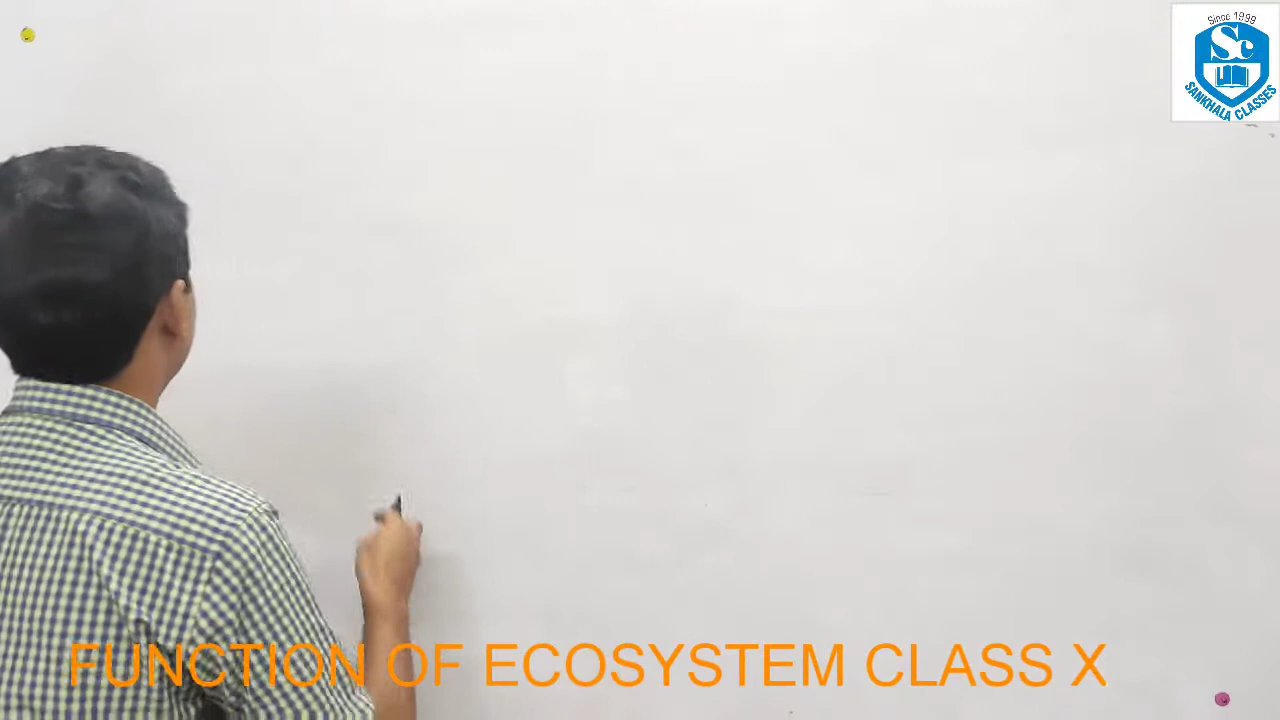 Since 1999
Sc
SANKHALA CLASSES
FUNCTION OF ECOSYSTEM CLASS X